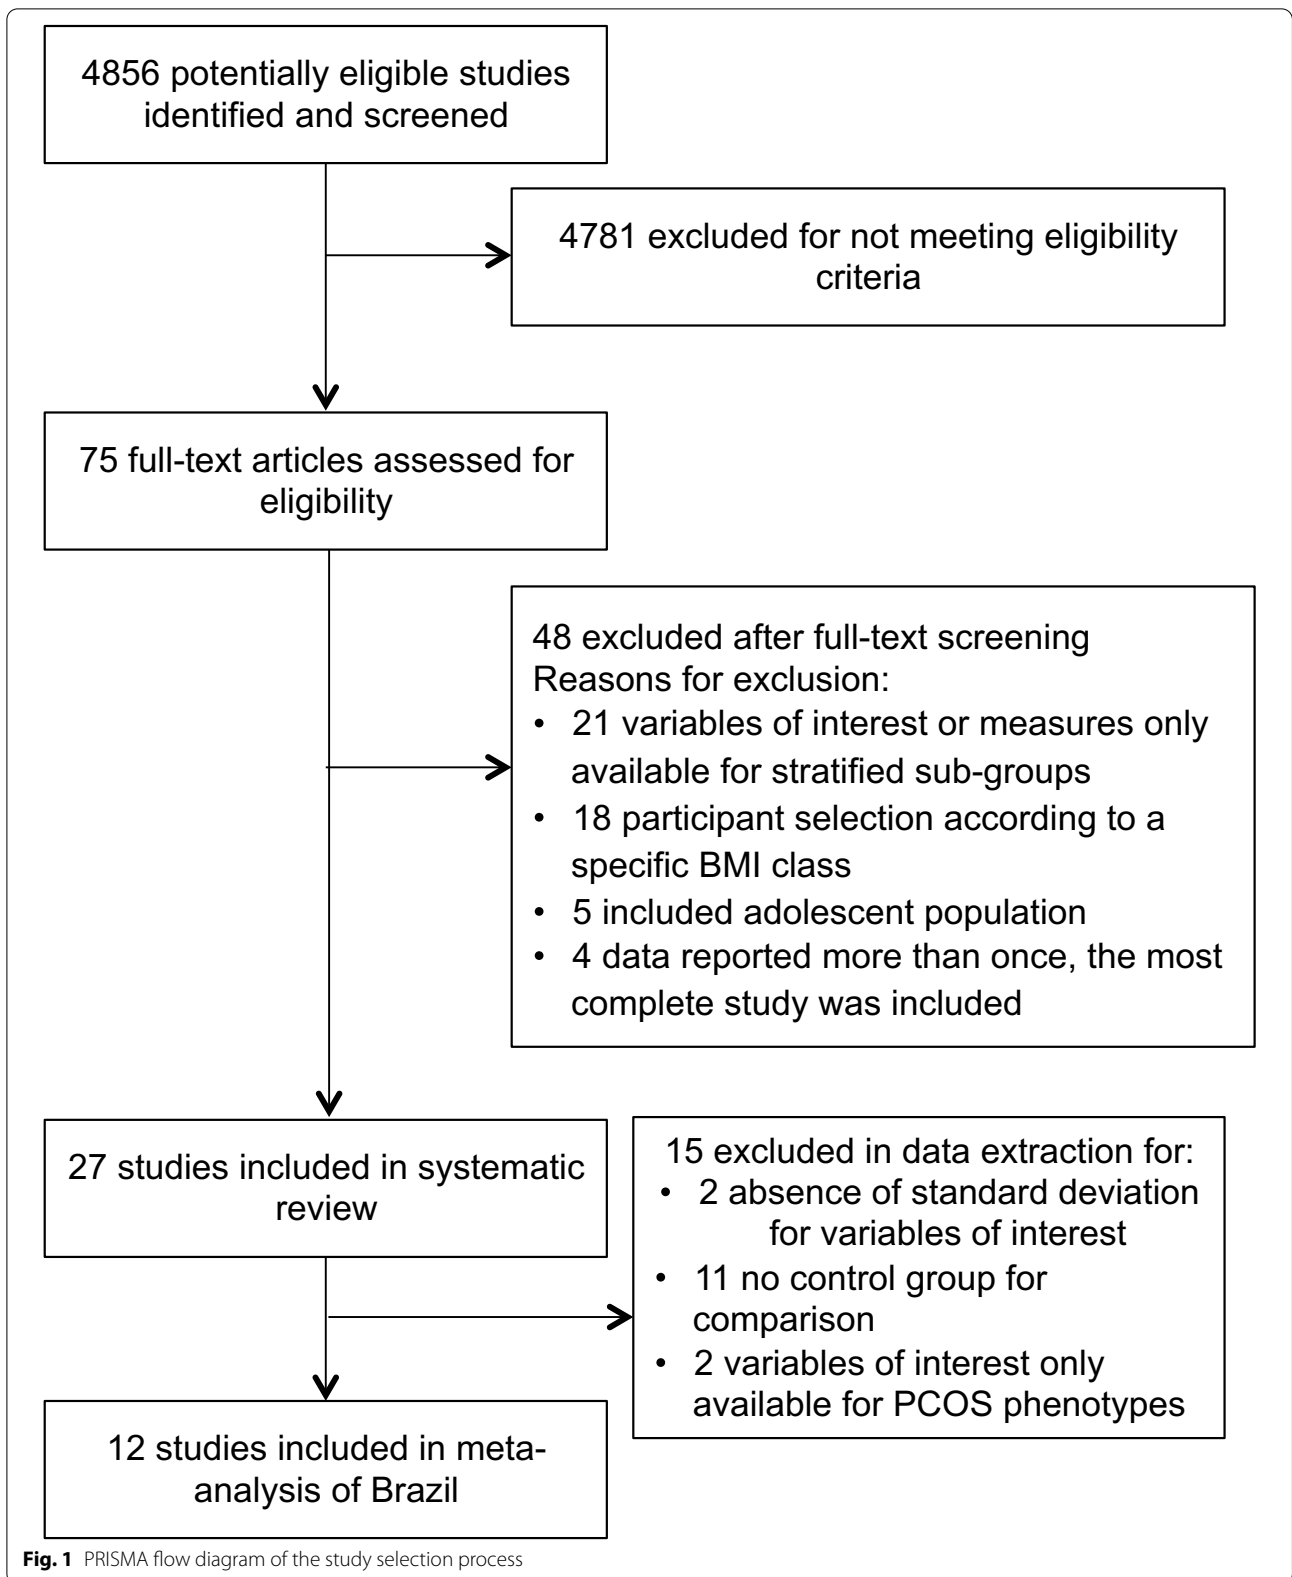 4856 potentially eligible studies
identified and screened
4781 excluded for not meeting eligibility
criteria
75 full-text articles assessed for
eligibility
48 excluded after full-text screening
Reasons for exclusion:
• 21 variables of interest or measures only
available for stratified sub-groups
• 18 participant selection according to a
specific BMI class
• 5 included adolescent population
• 4 data reported more than once, the most
complete study was included
27 studies included in systematic
review
15 excluded in data extraction for:
• 2 absence of standard deviation
for variables of interest
• 11 no control group for
comparison
• 2 variables of interest only
available for PCOS phenotypes
12 studies included in meta-
analysis of Brazil
Fig. 1 PRISMA flow diagram of the study selection process